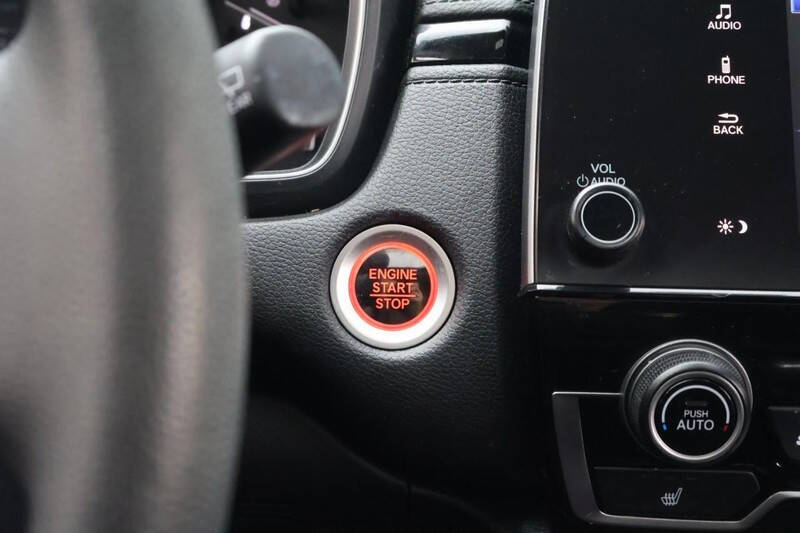 AUDIO
PHONE
BACK
VOL
AUDIO
ENGINE
START
STOP
PUSH
AUTO